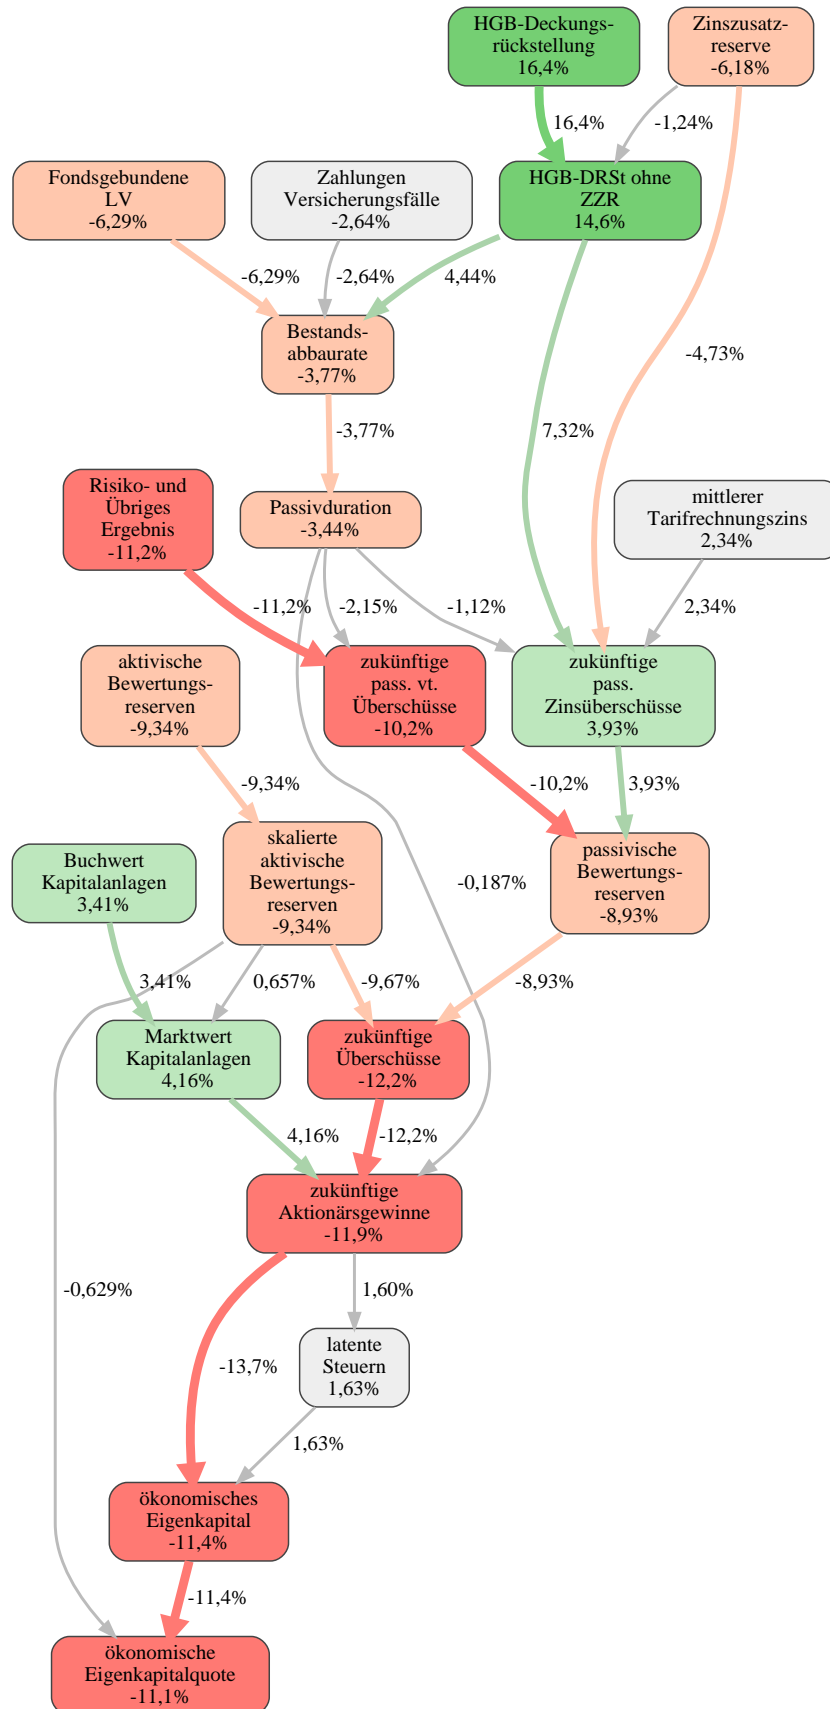 HGB-Deckungs-
rückstellung
16,4%
Zinszusatz-
reserve
-6,18%
16,4%
-1,24%
Fondsgebundene
LV
-6,29%
Zahlungen
Versicherungsfälle
-2,64%
HGB-DRSt ohne
ZZR
14,6%
-6,29%
-2,64%
4,44%
Bestands-
abbaurate
-3,77%
-4,73%
-3,77%
7,32%
Risiko- und
Übriges
Ergebnis
-11,2%
Passivduration
-3,44%
mittlerer
Tarifrechnungszins
2,34%
-11,2%
-2,15%
-1,12%
2,34%
aktivische
Bewertungs-
reserven
-9,34%
zukünftige
pass. vt.
Überschüsse
-10,2%
zukünftige
pass.
Zinsüberschüsse
3,93%
-9,34%
-10,2%
3,93%
Buchwert
Kapitalanlagen
3,41%
skalierte
aktivische
Bewertungs-
reserven
-9,34%
-0,187%
passivische
Bewertungs-
reserven
-8,93%
3,41%
0,657%
-9,67%
-8,93%
Marktwert
Kapitalanlagen
4,16%
zukünftige
Überschüsse
-12,2%
4,16%
-12,2%
zukünftige
Aktionärsgewinne
-11,9%
-0,629%
1,60%
-13,7%
latente
Steuern
1,63%
1,63%
ökonomisches
Eigenkapital
-11,4%
-11,4%
ökonomische
Eigenkapitalquote
-11,1%